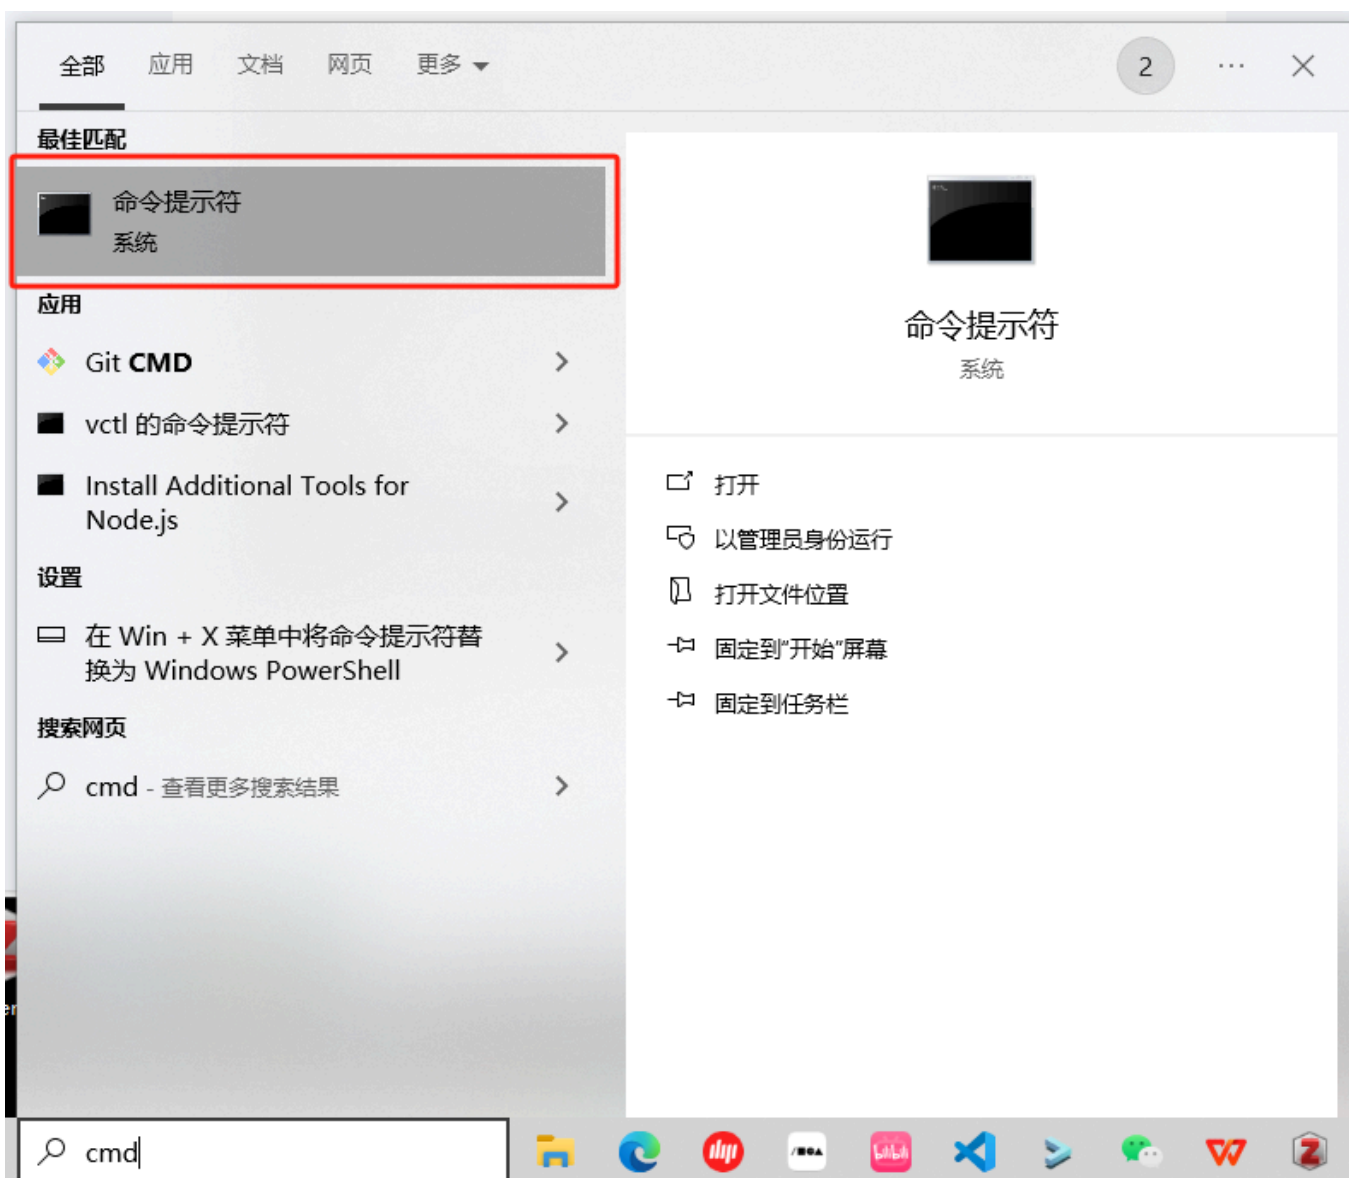 全部 应用 文档 网页 更多 2 ...
最佳匹配
命令提示符
系统
应用
Git CMD
vctl 的命令提示符
Install Additional Tools for
Node.js
设置
在 Win + X 菜单中将命令提示符替
换为 Windows PowerShell
搜索网页
cmd - 查看更多搜索结果
命令提示符
系统
打开
以管理员身份运行
打开文件位置
固定到"开始"屏幕
固定到任务栏
er
cmd
bilibili